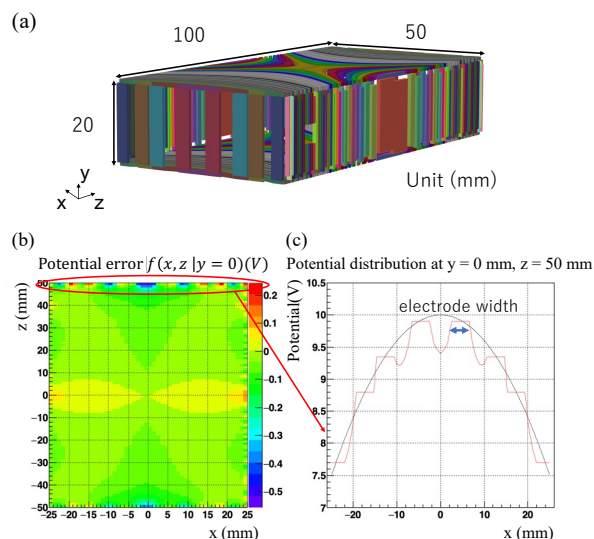 (a)
100
50
20
y
x
z
Unit (mm)
(b)
Potential error f(x, z |y = 0)(V)
z (mm)
50
40
30
20
10
0
−10
−20
−30
−40
−50
−25 −20 −15 −10 −5 0 5 10 15 20 25
x (mm)
0.2
0.1
0
−0.1
−0.2
−0.3
−0.4
−0.5
(c)
Potential distribution at y = 0 mm, z = 50 mm
Potential(V)
electrode width
10.5
10
9.5
9
8.5
8
7.5
7
−20 −10 0 10 20
x (mm)